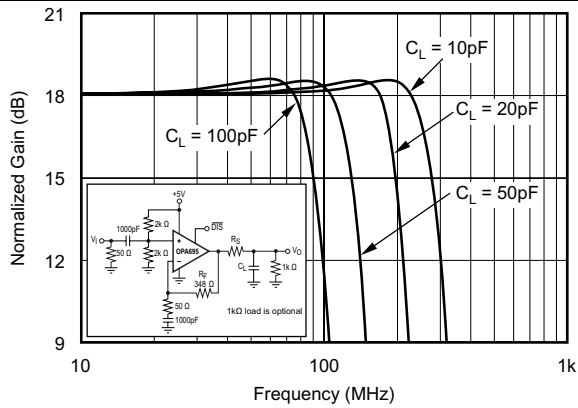 21
18
15
12
9
Normalized Gain (dB)
C_L = 10pF
C_L = 20pF
C_L = 100pF
C_L = 50pF
+5V
2k Ω
DIS
1000pF
V_I
50 Ω
2k Ω
+
OPA695
−
R_S
V_O
C_L
1k Ω
R_F
348 Ω
50 Ω
1000pF
1kΩ load is optional
10
100
1k
Frequency (MHz)